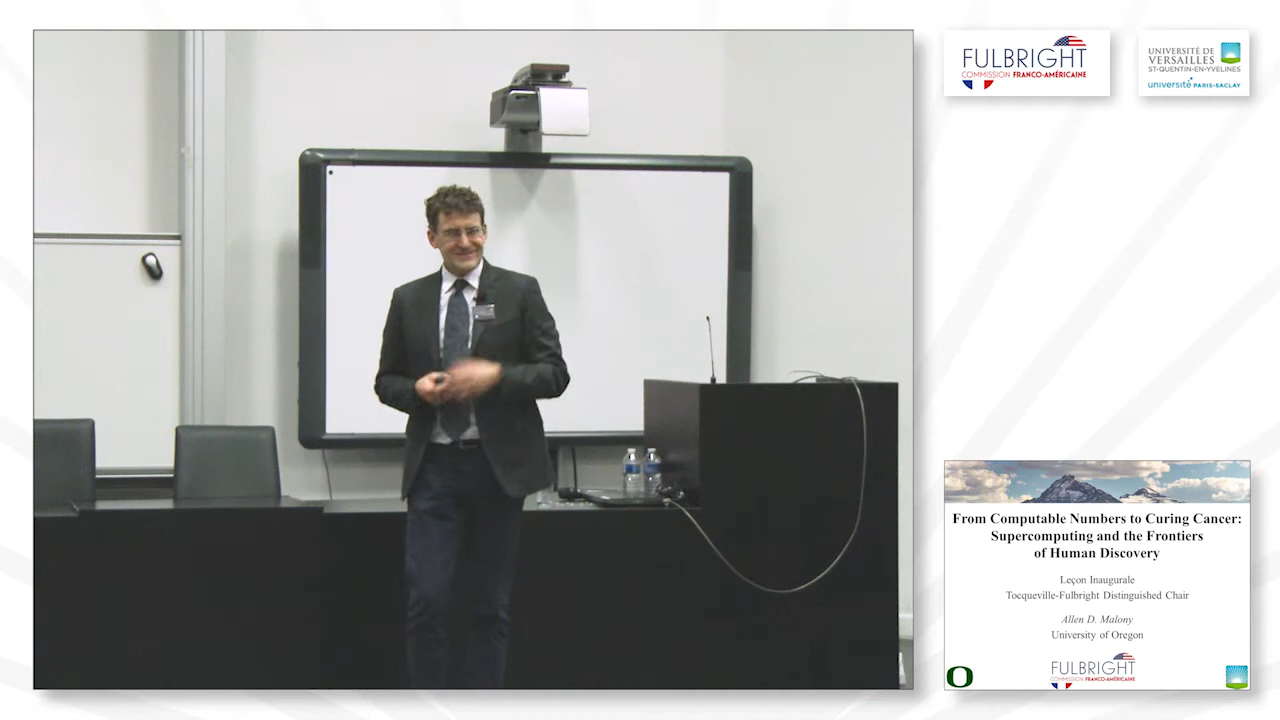 FULBRIGHT
COMMISSION FRANCO-AMÉRICAINE
UNIVERSITÉ DE
VERSAILLES
ST-QUENTIN-EN-YVELINES
université PARIS-SACLAY
From Computable Numbers to Curing Cancer:
Supercomputing and the Frontiers
of Human Discovery
Leçon Inaugurale
Tocqueville-Fulbright Distinguished Chair
Allen D. Malony
University of Oregon
FULBRIGHT
COMMISSION FRANCO-AMÉRICAINE
O